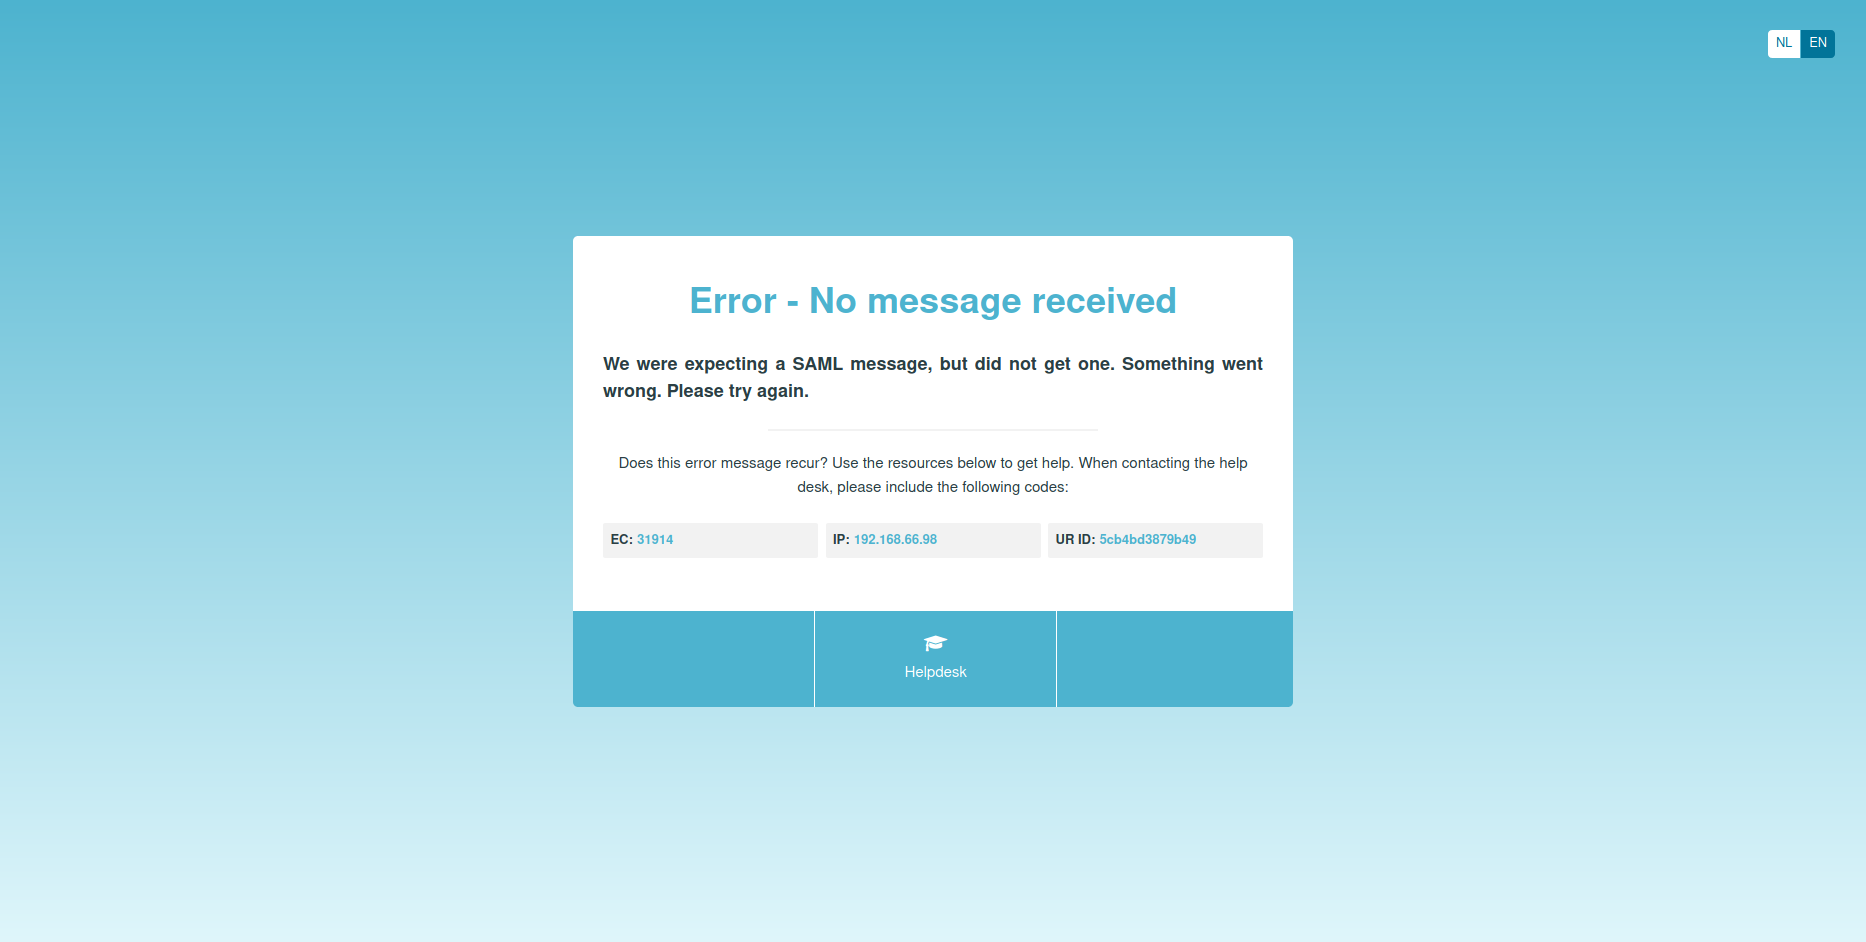 NL EN
Error - No message received
We were expecting a SAML message, but did not get one. Something went
wrong. Please try again.
Does this error message recur? Use the resources below to get help. When contacting the help
desk, please include the following codes:
EC: 31914 IP: 192.168.66.98 UR ID: 5cb4bd3879b49
Helpdesk